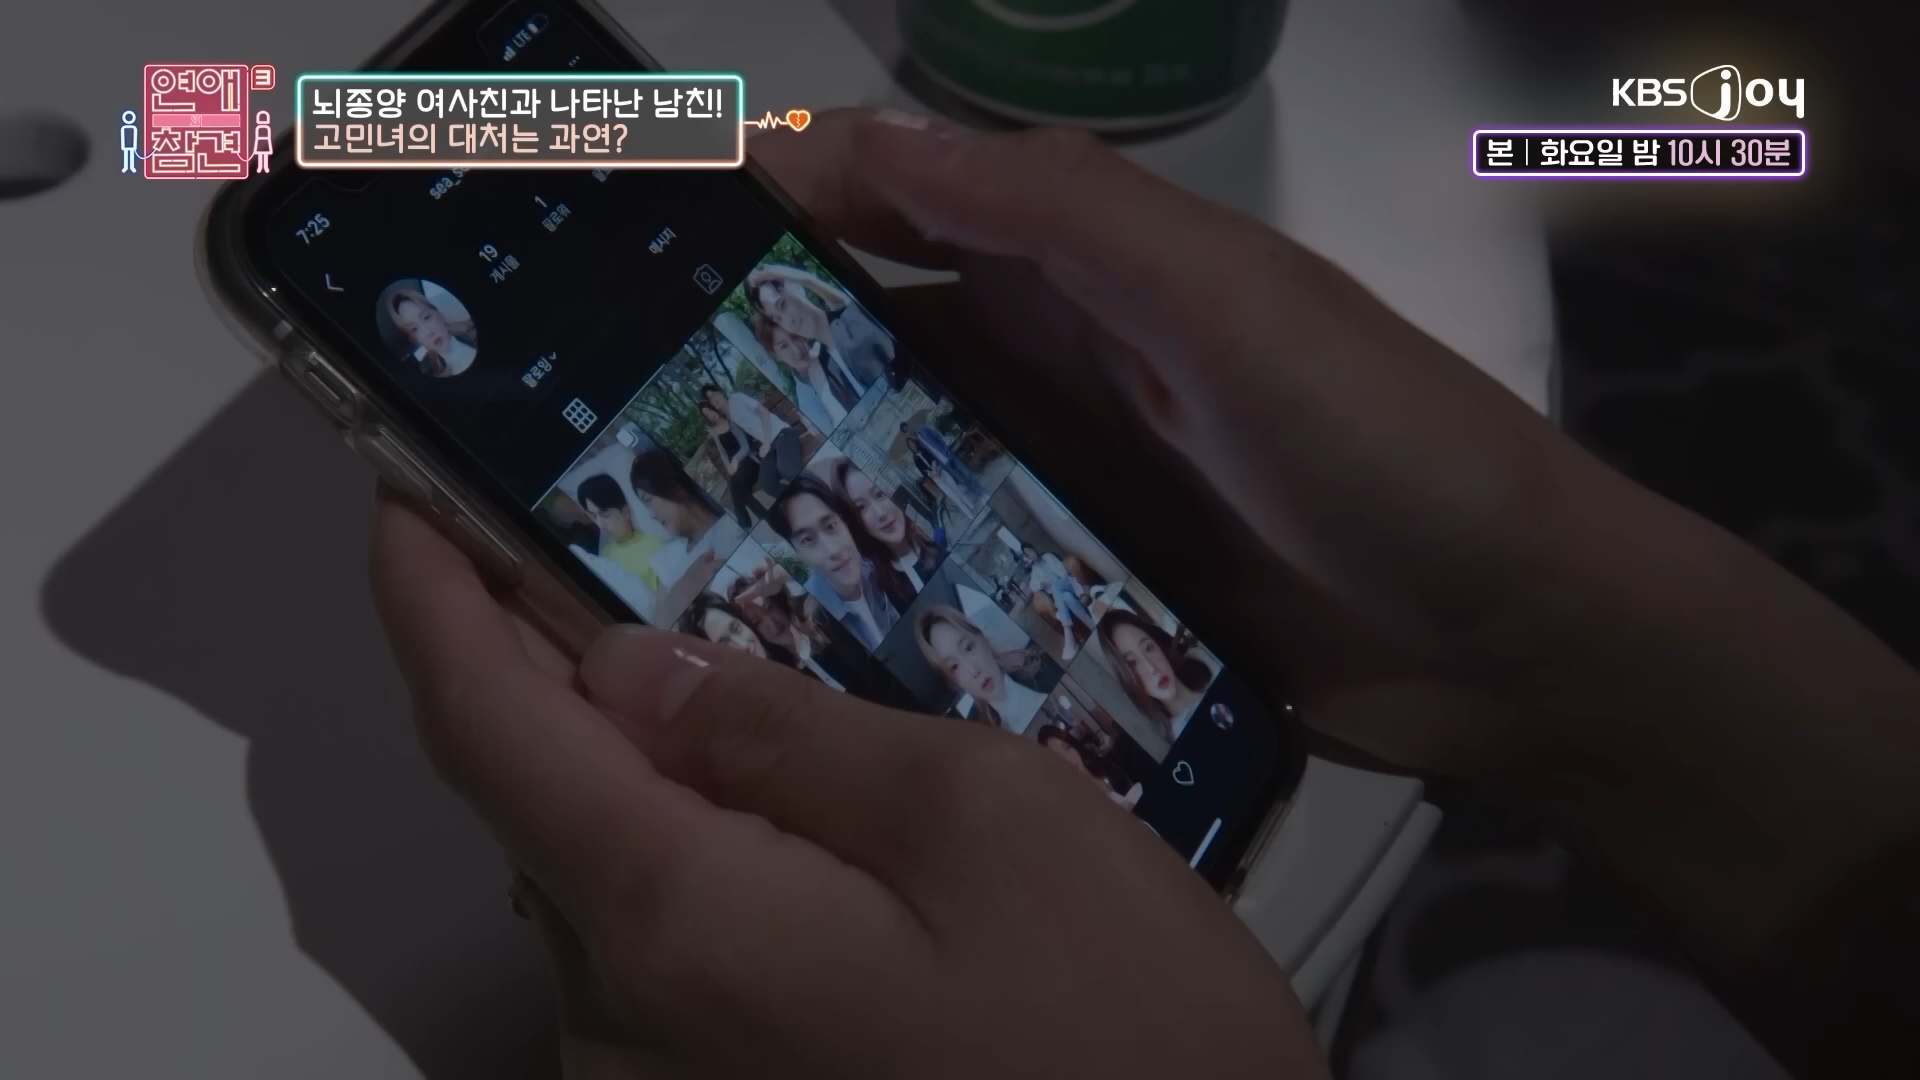 연애의 참견 3
뇌종양 여사친과 나타난 남친!
고민녀의 대처는 과연?
KBS joy
본 | 화요일 밤 10시 30분
LTE
7:25
19
게시물
1
팔로워
메시지
팔로잉